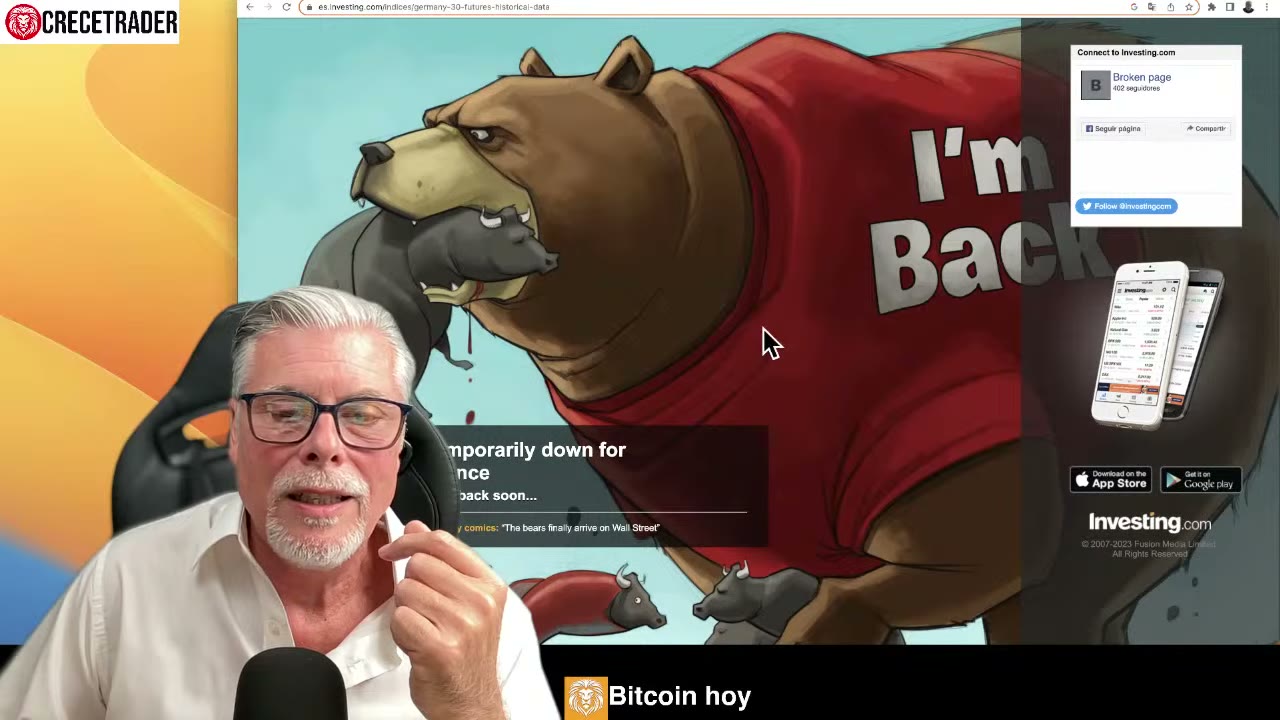 CRECETRADER
es.investing.com/indices/germany-30-futures-historical-data
I'm
Back
Connect to Investing.com
B
Broken page
402 seguidores
Seguir página
Compartir
Follow @investingcom
mporarily down for
nce
back soon...
y comics: "The bears finally arrive on Wall Street"
Download on the
App Store
Get it on
Google play
Investing.com
© 2007-2023 Fusion Media Limited
All Rights Reserved
Bitcoin hoy